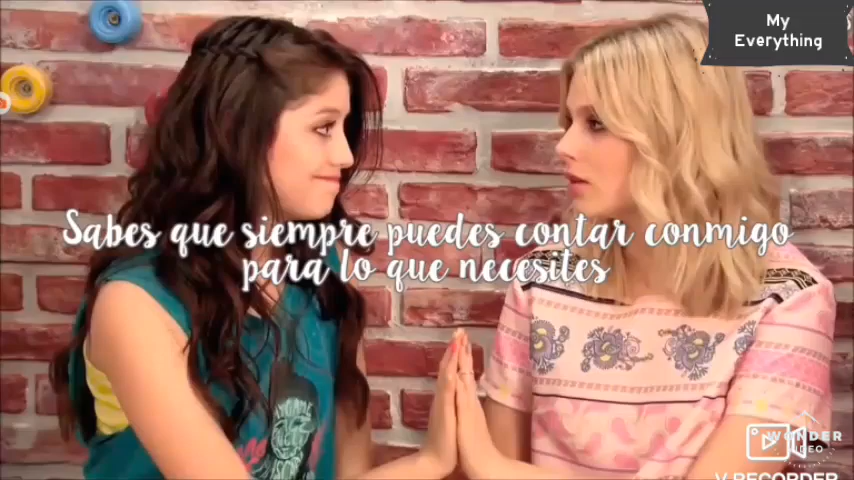 My
Everything
Sabes que siempre puedes contar conmigo
para lo que necesites
WONDER
VIDEO
V RECORDER